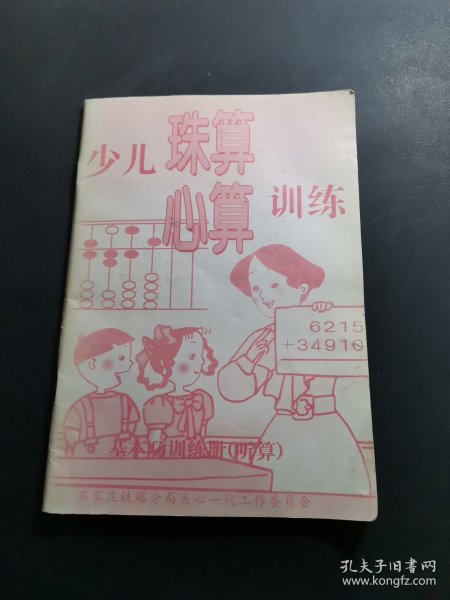 少儿 珠算
心算 训练
6215
+34910
基本功训练册(听算)
石家庄铁路分局关心一代工作委员会
孔夫子旧书网
www.kongfz.com